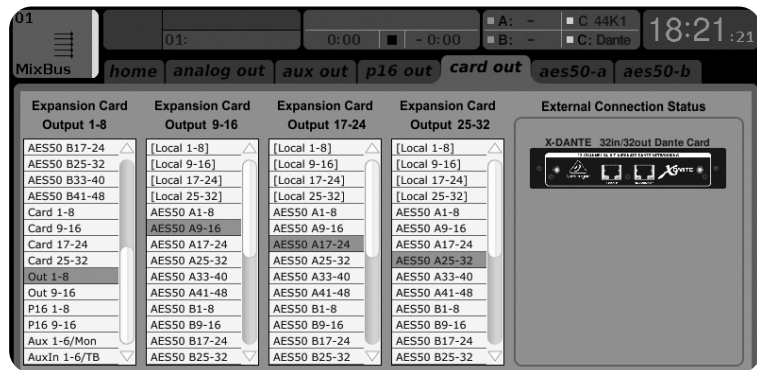 01
MixBus
01:
0:00
- 0:00
A: -
B: -
C 44K1
C: Dante
18:21:21
home
analog out
aux out
p16 out
card out
aes50-a
aes50-b
Expansion Card
Output 1-8
AES50 B17-24
AES50 B25-32
AES50 B33-40
AES50 B41-48
Card 1-8
Card 9-16
Card 17-24
Card 25-32
Out 1-8
Out 9-16
P16 1-8
P16 9-16
Aux 1-6/Mon
AuxIn 1-6/TB
Expansion Card
Output 9-16
[Local 1-8]
[Local 9-16]
[Local 17-24]
[Local 25-32]
AES50 A1-8
AES50 A9-16
AES50 A17-24
AES50 A25-32
AES50 A33-40
AES50 A41-48
AES50 B1-8
AES50 B9-16
AES50 B17-24
AES50 B25-32
Expansion Card
Output 17-24
[Local 1-8]
[Local 9-16]
[Local 17-24]
[Local 25-32]
AES50 A1-8
AES50 A9-16
AES50 A17-24
AES50 A25-32
AES50 A33-40
AES50 A41-48
AES50 B1-8
AES50 B9-16
AES50 B17-24
AES50 B25-32
Expansion Card
Output 25-32
[Local 1-8]
[Local 9-16]
[Local 17-24]
[Local 25-32]
AES50 A1-8
AES50 A9-16
AES50 A17-24
AES50 A25-32
AES50 A33-40
AES50 A41-48
AES50 B1-8
AES50 B9-16
AES50 B17-24
AES50 B25-32
External Connection Status
X-DANTE 32in/32out Dante Card